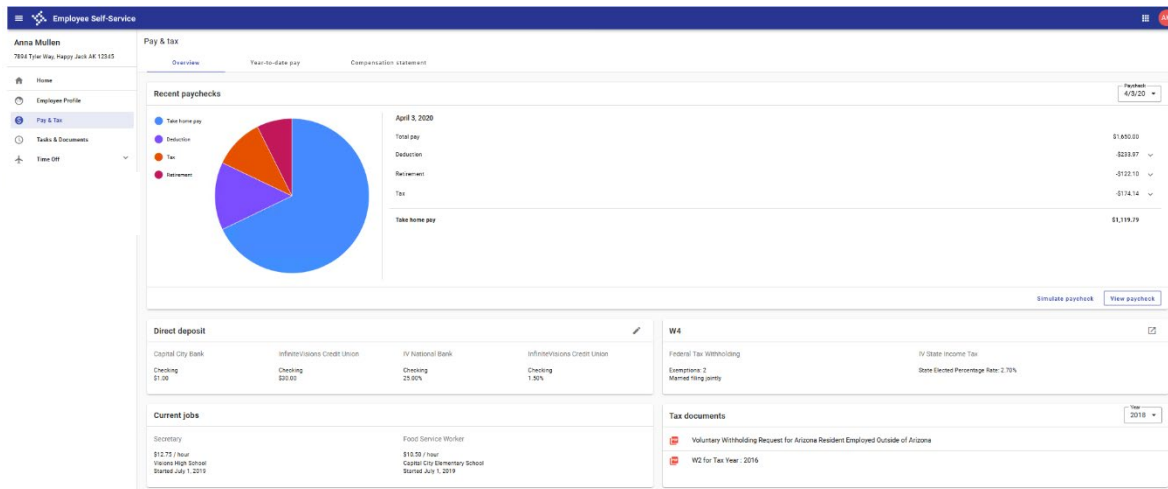 Employee Self-Service
Anna Mullen
7894 Tyler Way, Happy Jack AK 12345
Home
Employee Profile
Pay & Tax
Tasks & Documents
Time Off
Pay & tax
Overview
Year-to-date pay
Compensation statement
Recent paychecks
Paycheck
4/3/20
Take home pay
Deduction
Tax
Retirement
April 3, 2020
Total pay $1,650.00
Deduction
Retirement -$122.10
Tax -$174.14
Take home pay $1,119.79
Simulate paycheck
View paycheck
Direct deposit
Capital City Bank
Checking
$1.00
InfiniteVisions Credit Union
Checking
$30.00
IV National Bank
Checking
25.00%
InfiniteVisions Credit Union
Checking
1.50%
W4
Federal Tax Withholding
Exemptions: 2
Married filing jointly
IV State Income Tax
State Elected Percentage Rate: 2.70%
Current jobs
Secretary
$12.75 / hour
Visions High School
Started July 1, 2019
Food Service Worker
$10.50 / hour
Capital City Elementary School
Started July 1, 2019
Tax documents
Year
Voluntary Withholding Request for Arizona Resident Employed Outside of Arizona
W2 for Tax Year : 2016